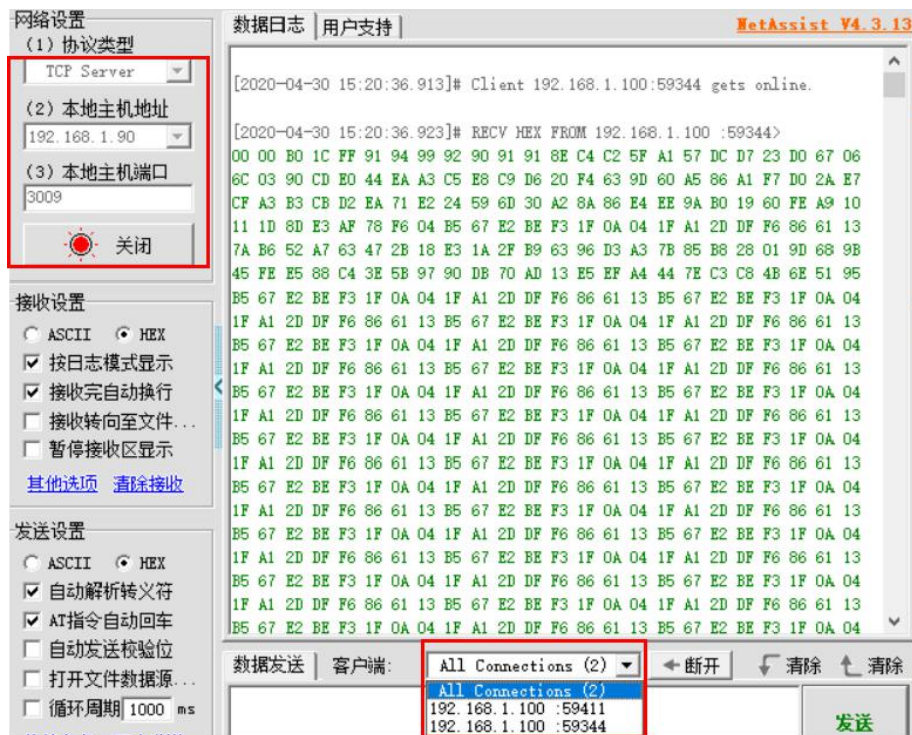 网络设置
(1) 协议类型
TCP Server
(2) 本地主机地址
192.168.1.90
(3) 本地主机端口
3009
关闭
接收设置
ASCII HEX
按日志模式显示
接收完自动换行
接收转向至文件...
暂停接收区显示
其他选项 清除接收
发送设置
ASCII HEX
自动解析转义符
AT指令自动回车
自动发送校验位
打开文件数据源...
循环周期 1000 ms
数据日志 用户支持 NetAssist V4.3.13
[2020-04-30 15:20:36.913]# Client 192.168.1.100:59344 gets online.
[2020-04-30 15:20:36.923]# RECV HEX FROM 192.168.1.100 :59344>
00 00 B0 1C FF 91 94 99 92 90 91 91 8E C4 C2 5F A1 57 DC D7 23 D0 67 06
6C 03 90 CD E0 44 EA A3 C5 E8 C9 D6 20 F4 63 9D 60 A5 86 A1 F7 D0 2A E7
CF A3 B3 CB D2 EA 71 E2 24 59 6D 30 A2 8A 86 E4 EE 9A B0 19 60 FE A9 10
11 1D 8D E3 AF 78 F6 04 B5 67 E2 BE F3 1F 0A 04 1F A1 2D DF F6 86 61 13
7A B6 52 A7 63 47 2B 18 E3 1A 2F B9 63 96 D3 A3 7B 85 B8 28 01 9D 68 9B
45 FE E5 88 C4 3E 5B 97 90 DB 70 AD 13 E5 EF A4 44 7E C3 C8 4B 6E 51 95
B5 67 E2 BE F3 1F 0A 04 1F A1 2D DF F6 86 61 13 B5 67 E2 BE F3 1F 0A 04
1F A1 2D DF F6 86 61 13 B5 67 E2 BE F3 1F 0A 04 1F A1 2D DF F6 86 61 13
B5 67 E2 BE F3 1F 0A 04 1F A1 2D DF F6 86 61 13 B5 67 E2 BE F3 1F 0A 04
1F A1 2D DF F6 86 61 13 B5 67 E2 BE F3 1F 0A 04 1F A1 2D DF F6 86 61 13
B5 67 E2 BE F3 1F 0A 04 1F A1 2D DF F6 86 61 13 B5 67 E2 BE F3 1F 0A 04
1F A1 2D DF F6 86 61 13 B5 67 E2 BE F3 1F 0A 04 1F A1 2D DF F6 86 61 13
B5 67 E2 BE F3 1F 0A 04 1F A1 2D DF F6 86 61 13 B5 67 E2 BE F3 1F 0A 04
1F A1 2D DF F6 86 61 13 B5 67 E2 BE F3 1F 0A 04 1F A1 2D DF F6 86 61 13
B5 67 E2 BE F3 1F 0A 04 1F A1 2D DF F6 86 61 13 B5 67 E2 BE F3 1F 0A 04
1F A1 2D DF F6 86 61 13 B5 67 E2 BE F3 1F 0A 04 1F A1 2D DF F6 86 61 13
B5 67 E2 BE F3 1F 0A 04 1F A1 2D DF F6 86 61 13 B5 67 E2 BE F3 1F 0A 04
1F A1 2D DF F6 86 61 13 B5 67 E2 BE F3 1F 0A 04 1F A1 2D DF F6 86 61 13
B5 67 E2 BE F3 1F 0A 04 1F A1 2D DF F6 86 61 13 B5 67 E2 BE F3 1F 0A 04
1F A1 2D DF F6 86 61 13 B5 67 E2 BE F3 1F 0A 04 1F A1 2D DF F6 86 61 13
B5 67 E2 BE F3 1F 0A 04 1F A1 2D DF F6 86 61 13 B5 67 E2 BE F3 1F 0A 04
数据发送 客户端: All Connections (2) 断开 清除 清除
All Connections (2)
192.168.1.100 :59411
192.168.1.100 :59344
发送